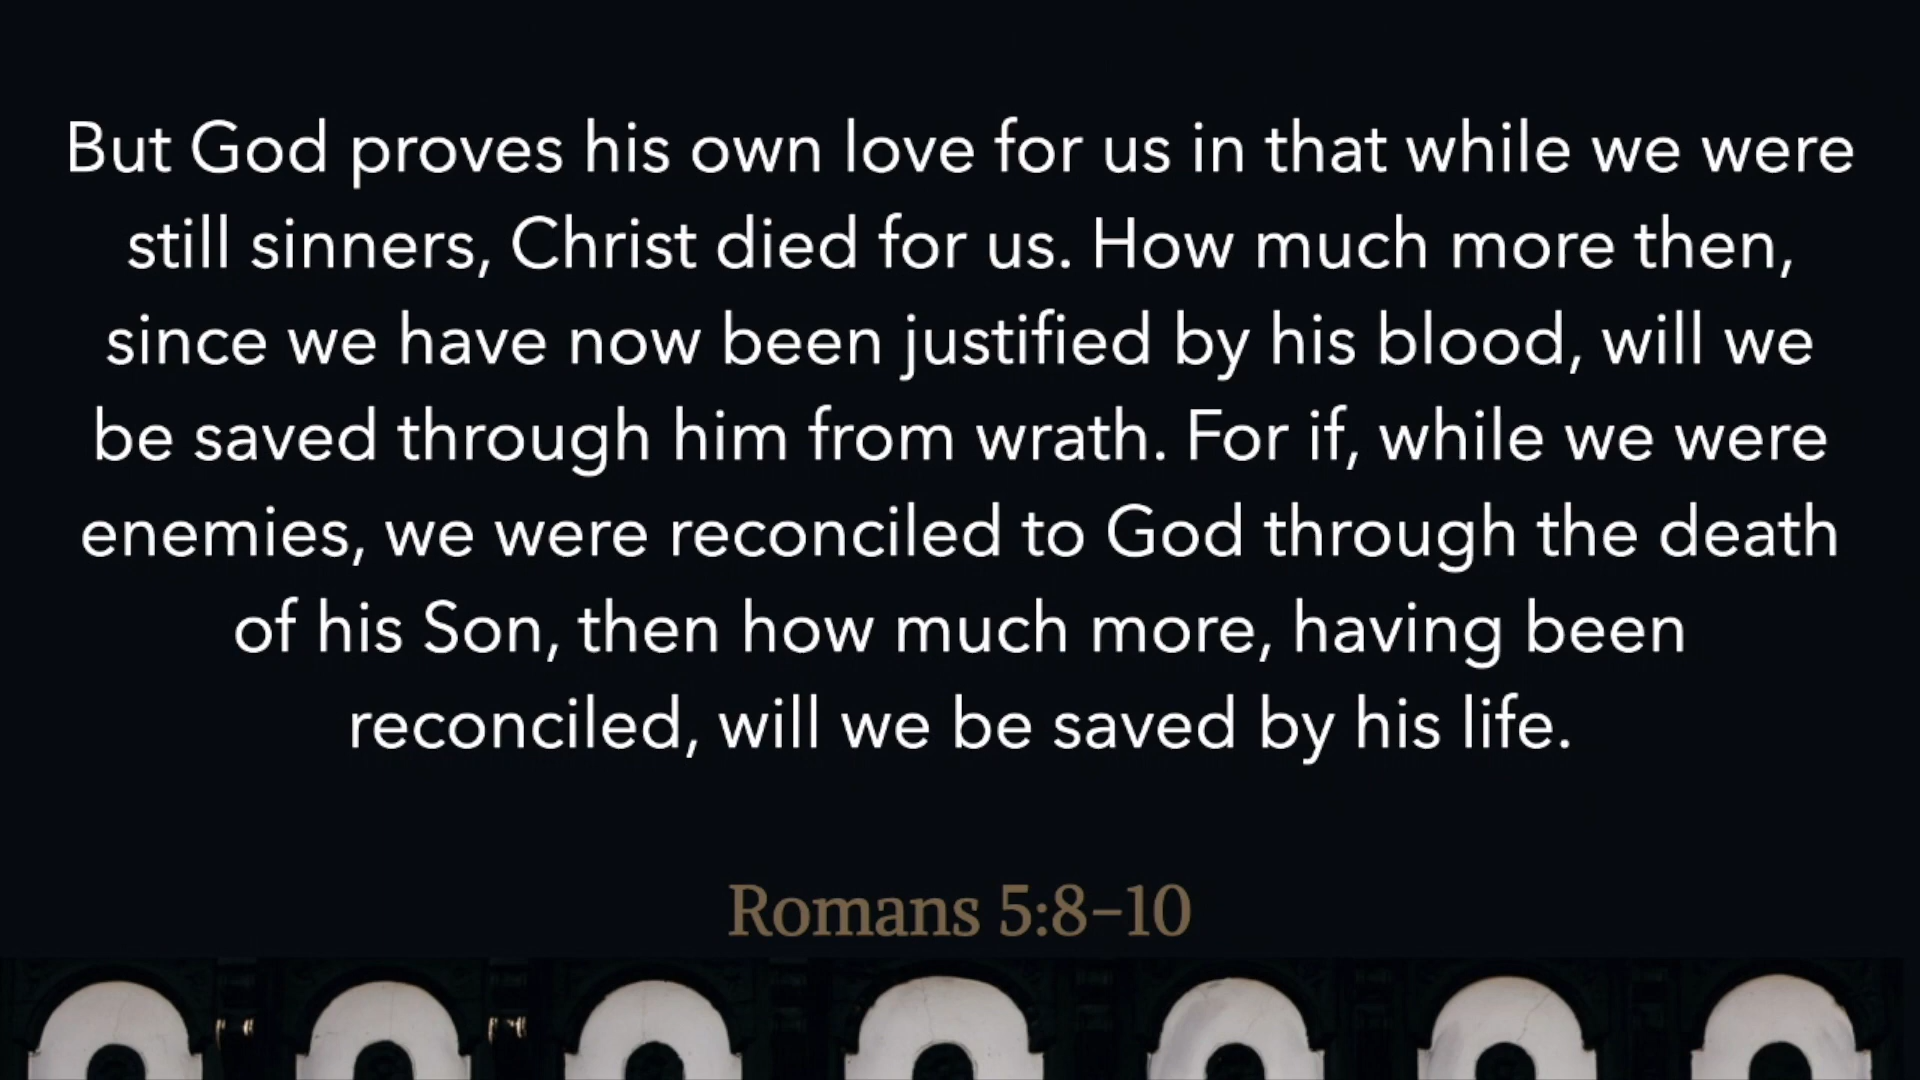 But God proves his own love for us in that while we were
still sinners, Christ died for us. How much more then,
since we have now been justified by his blood, will we
be saved through him from wrath. For if, while we were
enemies, we were reconciled to God through the death
of his Son, then how much more, having been
reconciled, will we be saved by his life.
Romans 5:8–10